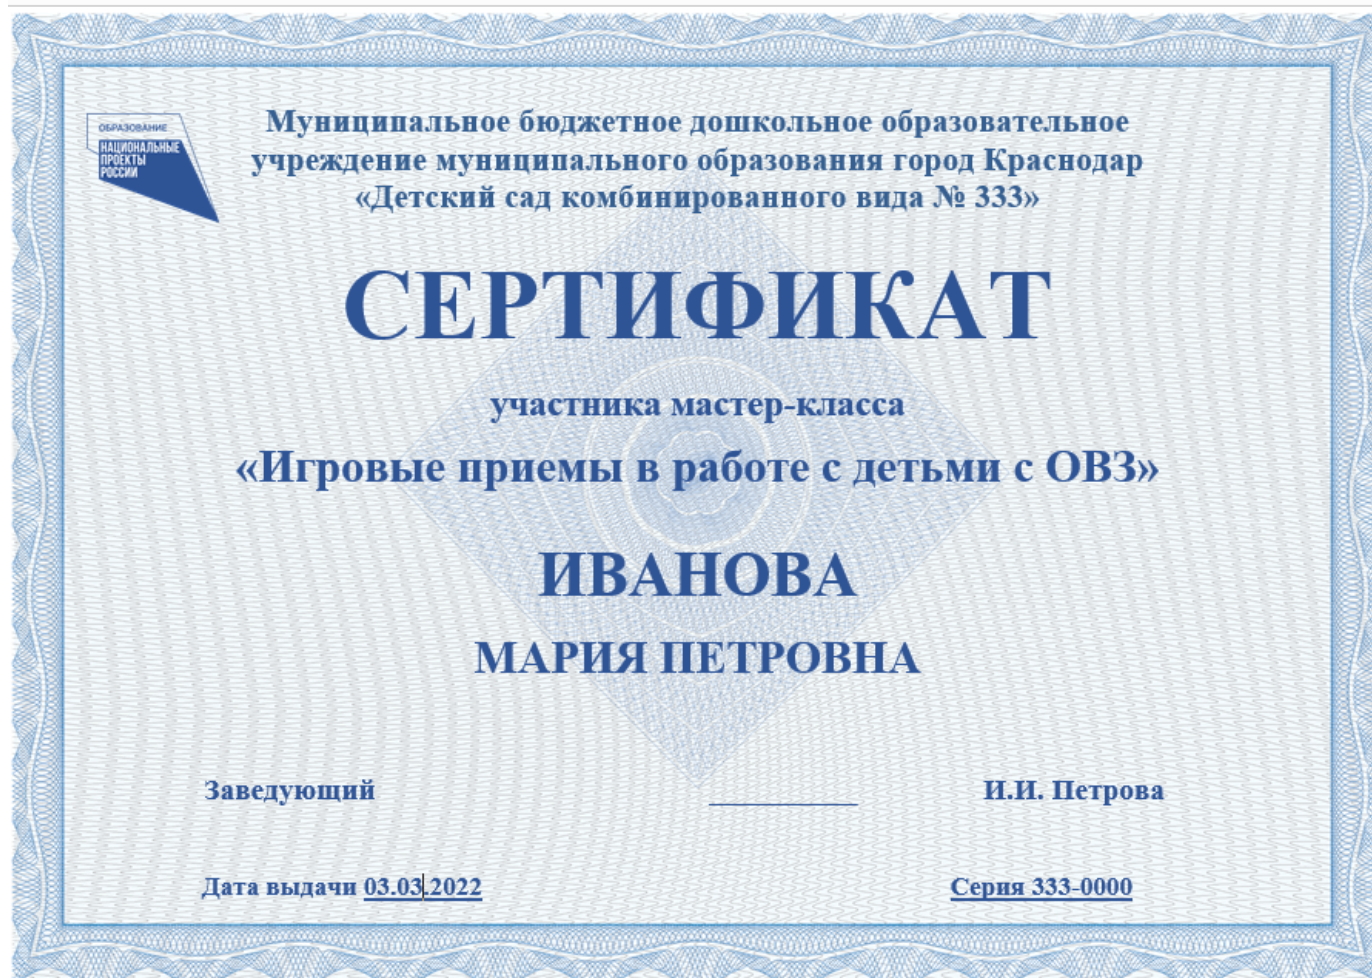 ОБРАЗОВАНИЕ
НАЦИОНАЛЬНЫЕ
ПРОЕКТЫ
РОССИИ
Муниципальное бюджетное дошкольное образовательное
учреждение муниципального образования город Краснодар
«Детский сад комбинированного вида № 333»
СЕРТИФИКАТ
участника мастер-класса
«Игровые приемы в работе с детьми с ОВЗ»
ИВАНОВА
МАРИЯ ПЕТРОВНА
Заведующий И.И. Петрова
Дата выдачи 03.03.2022 Серия 333-0000